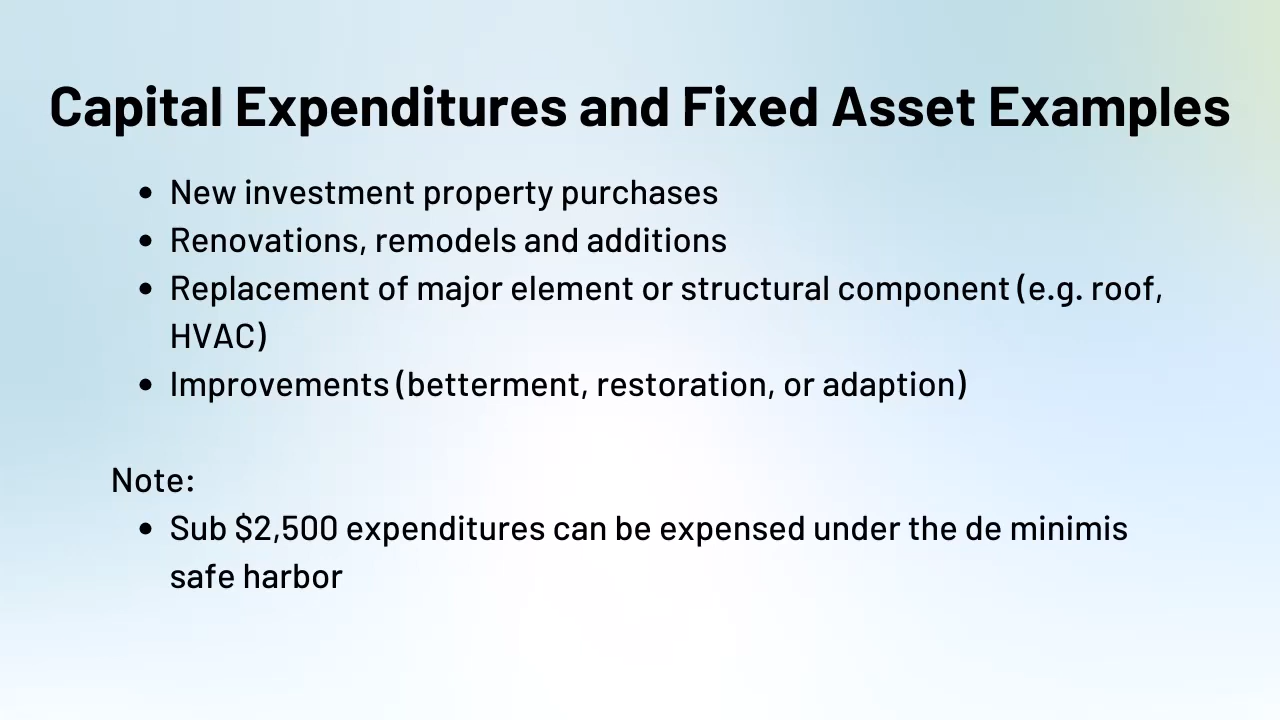 Capital Expenditures and Fixed Asset Examples
• New investment property purchases
• Renovations, remodels and additions
• Replacement of major element or structural component (e.g. roof,
HVAC)
• Improvements (betterment, restoration, or adaption)
Note:
• Sub $2,500 expenditures can be expensed under the de minimis
safe harbor